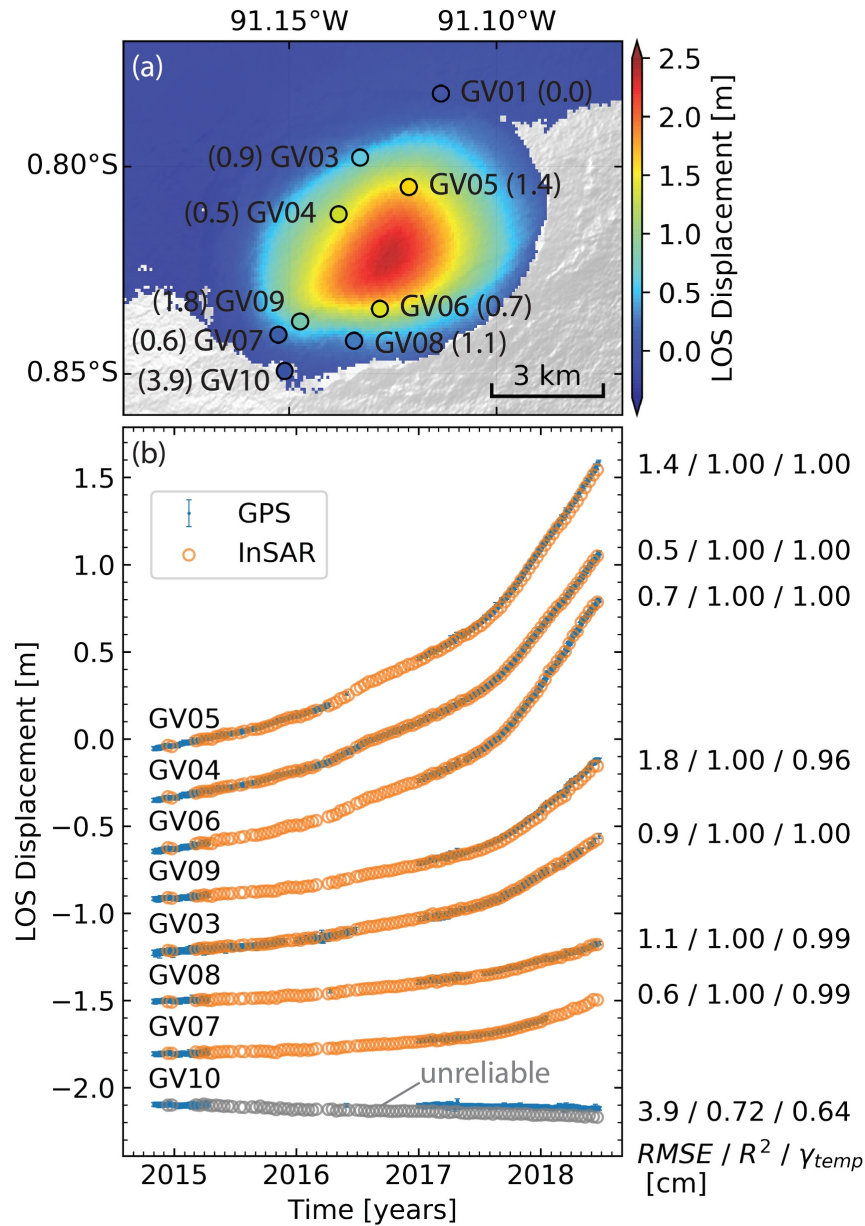 91.15°W 91.10°W
(a)
GV01 (0.0)
0.80°S
(0.9) GV03
GV05 (1.4)
(0.5) GV04
(1.8) GV09
GV06 (0.7)
(0.6) GV07
GV08 (1.1)
0.85°S
(3.9) GV10
3 km
2.5
2.0
1.5
1.0
0.5
0.0
LOS Displacement [m]
(b)
GPS
InSAR
1.5
1.0
0.5
0.0
−0.5
−1.0
−1.5
−2.0
LOS Displacement [m]
GV05
GV04
GV06
GV09
GV03
GV08
GV07
GV10
unreliable
1.4 / 1.00 / 1.00
0.5 / 1.00 / 1.00
0.7 / 1.00 / 1.00
1.8 / 1.00 / 0.96
0.9 / 1.00 / 1.00
1.1 / 1.00 / 0.99
0.6 / 1.00 / 0.99
3.9 / 0.72 / 0.64
RMSE / R² / γtemp
[cm]
2015 2016 2017 2018
Time [years]